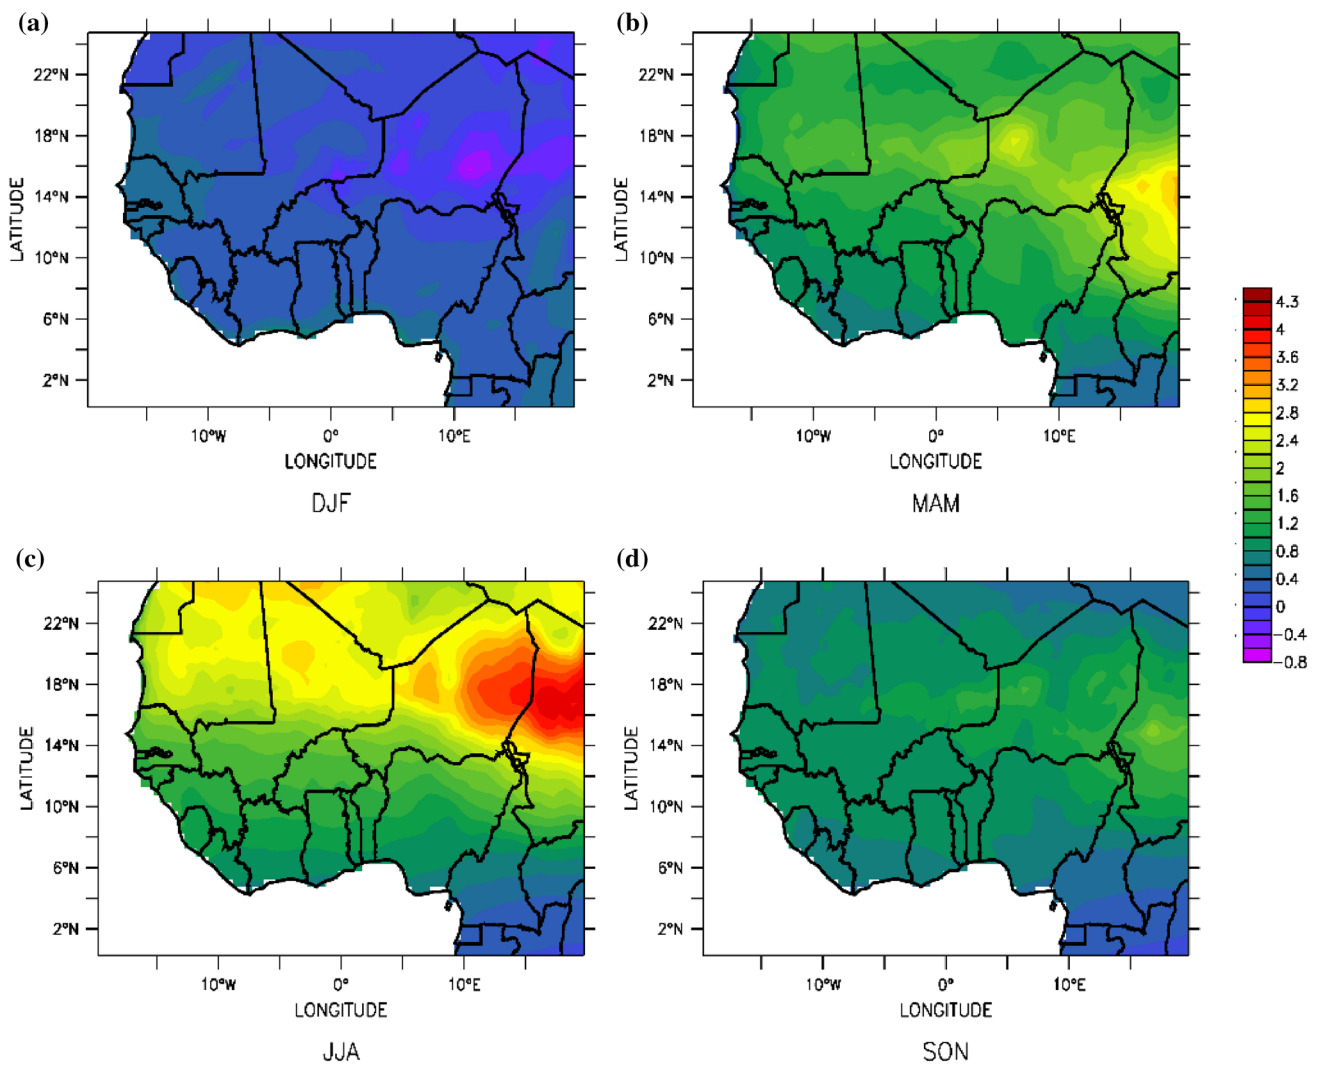 (a)
22°N
18°N
14°N
10°N
6°N
2°N
LATITUDE
10°W 0° 10°E
LONGITUDE
DJF
(b)
22°N
18°N
14°N
10°N
6°N
2°N
LATITUDE
10°W 0° 10°E
LONGITUDE
MAM
(c)
22°N
18°N
14°N
10°N
6°N
2°N
LATITUDE
10°W 0° 10°E
LONGITUDE
JJA
(d)
22°N
18°N
14°N
10°N
6°N
2°N
LATITUDE
10°W 0° 10°E
LONGITUDE
SON
4.3
4
3.6
3.2
2.8
2.4
2
1.6
1.2
0.8
0.4
0
-0.4
-0.8